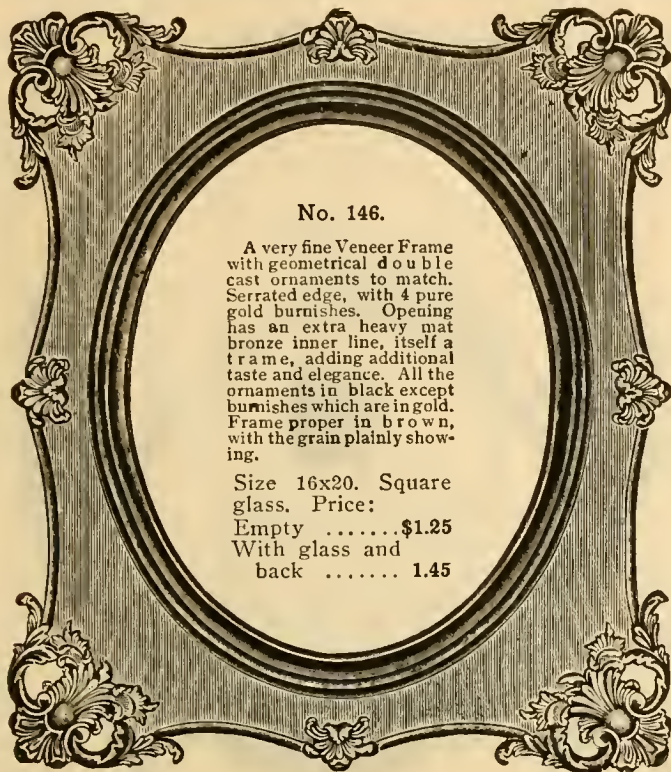 No. 146.
A very fine Veneer Frame
with geometrical double
cast ornaments to match.
Serrated edge, with 4 pure
gold burnishes. Opening
has an extra heavy mat
bronze inner line, itself a
trame, adding additional
taste and elegance. All the
ornaments in black except
burnishes which are in gold.
Frame proper in brown,
with the grain plainly show-
ing.
Size 16x20. Square
glass. Price:
Empty .......$1.25
With glass and
back ....... 1.45